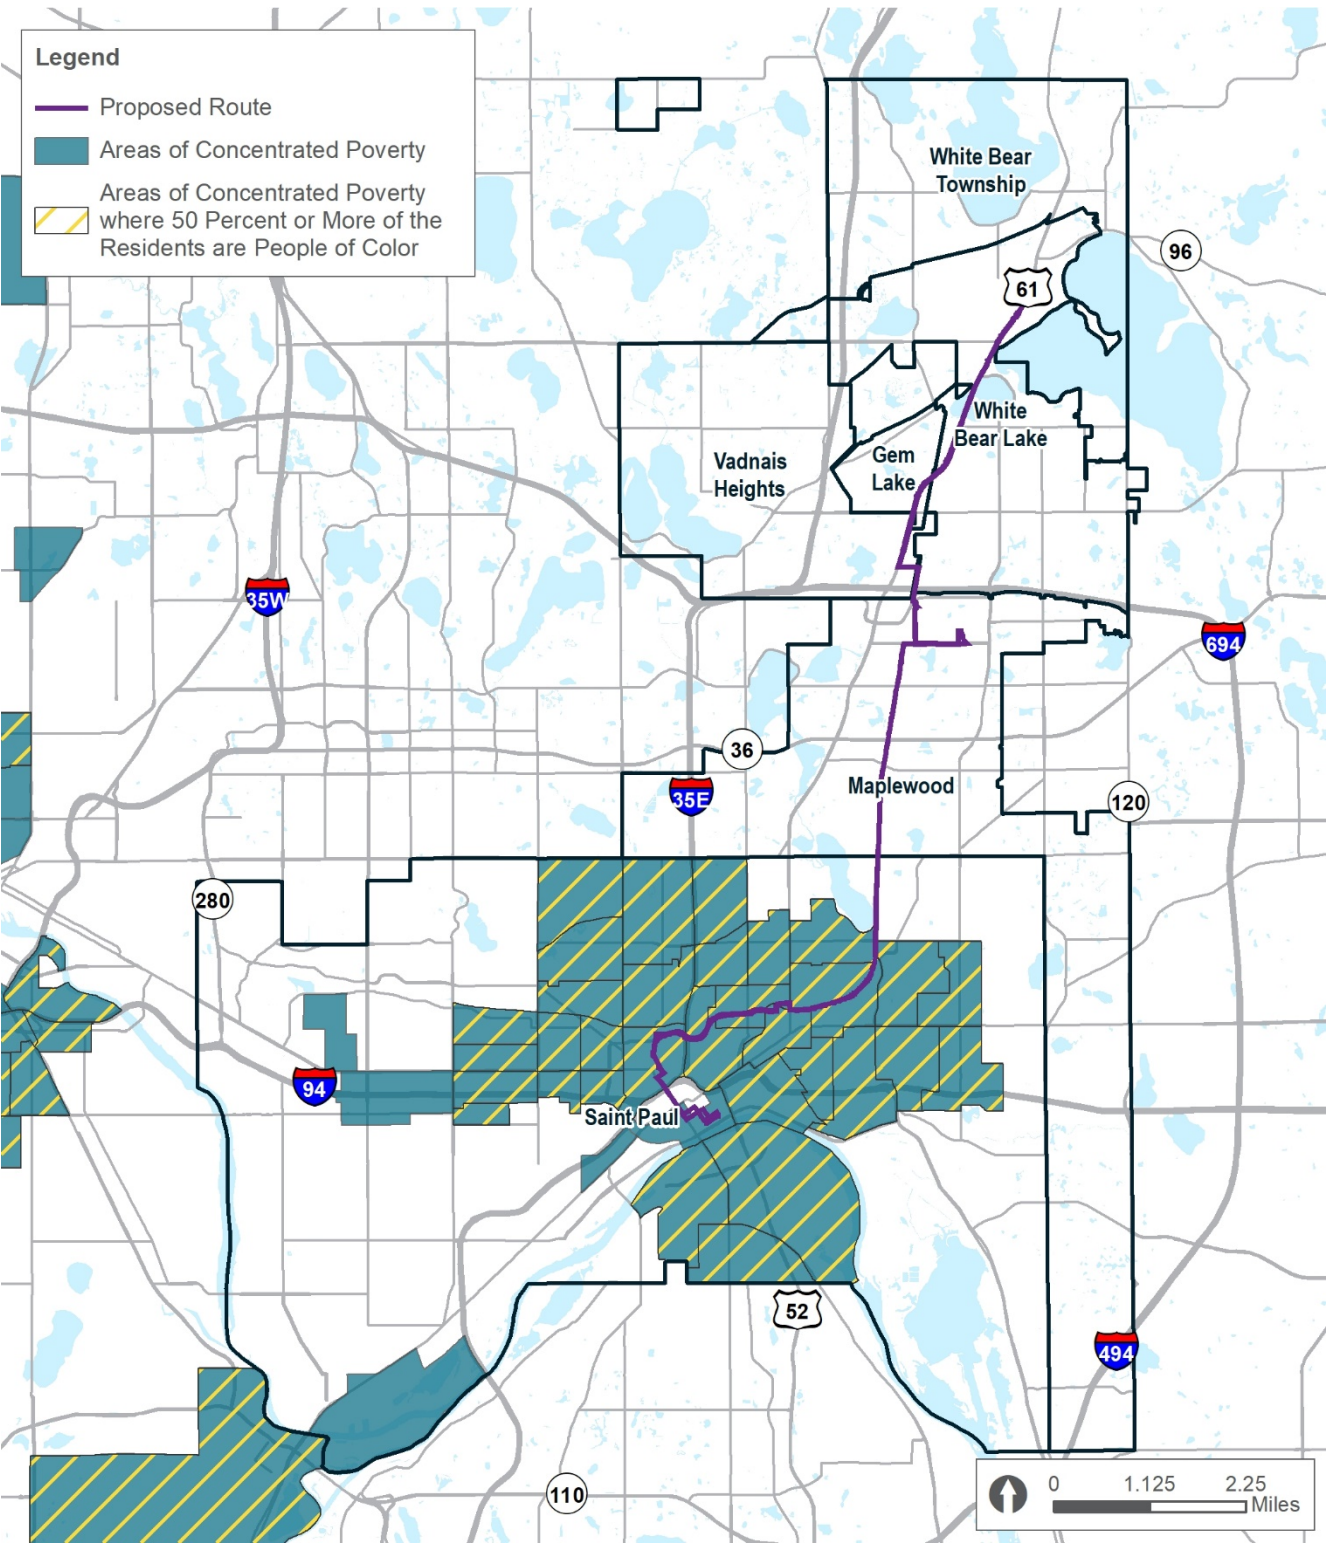 Legend
Proposed Route
Areas of Concentrated Poverty
Areas of Concentrated Poverty
where 50 Percent or More of the
Residents are People of Color
White Bear
Township
96
61
White
Bear Lake
Gem
Lake
Vadnais
Heights
35W
694
36
35E
Maplewood
120
280
94
Saint Paul
52
494
110
0 1.125 2.25
Miles